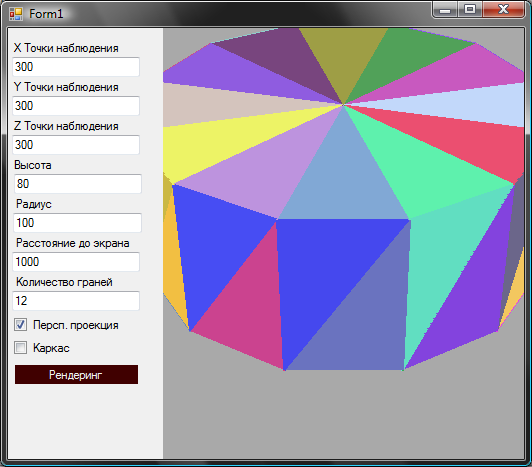 Form1
X Точки наблюдения
300
Y Точки наблюдения
300
Z Точки наблюдения
300
Высота
80
Радиус
100
Расстояние до экрана
1000
Количество граней
12
Персп. проекция
Каркас
Рендеринг